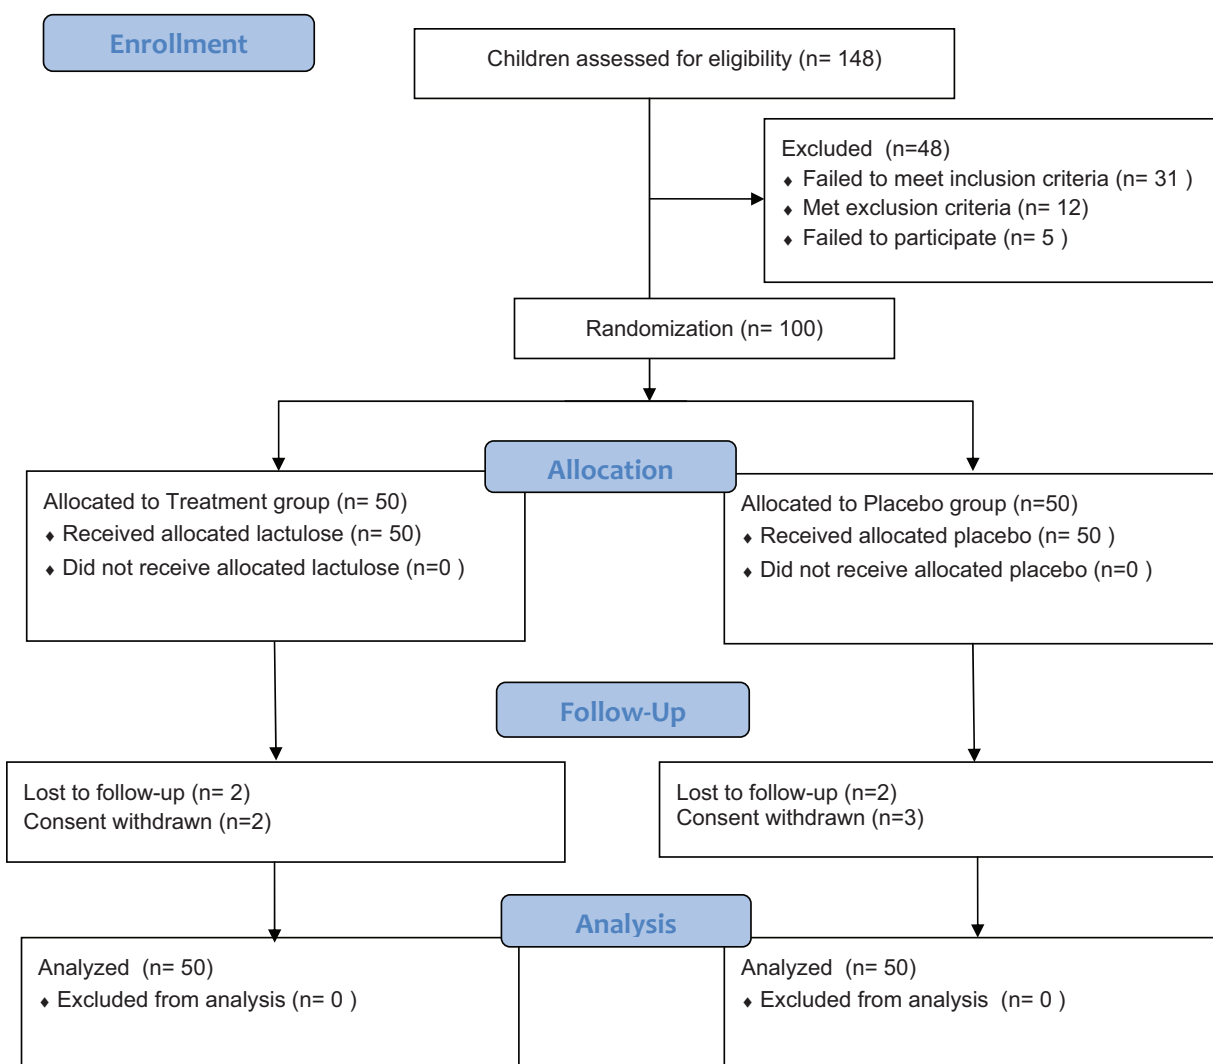 Enrollment
Children assessed for eligibility (n= 148)
Excluded (n=48)
♦ Failed to meet inclusion criteria (n= 31 )
♦ Met exclusion criteria (n= 12)
♦ Failed to participate (n= 5 )
Randomization (n= 100)
Allocation
Allocated to Treatment group (n= 50)
♦ Received allocated lactulose (n= 50)
♦ Did not receive allocated lactulose (n=0 )
Allocated to Placebo group (n=50)
♦ Received allocated placebo (n= 50 )
♦ Did not receive allocated placebo (n=0 )
Follow-Up
Lost to follow-up (n= 2)
Consent withdrawn (n=2)
Lost to follow-up (n=2)
Consent withdrawn (n=3)
Analysis
Analyzed (n= 50)
♦ Excluded from analysis (n= 0 )
Analyzed (n= 50)
♦ Excluded from analysis (n= 0 )